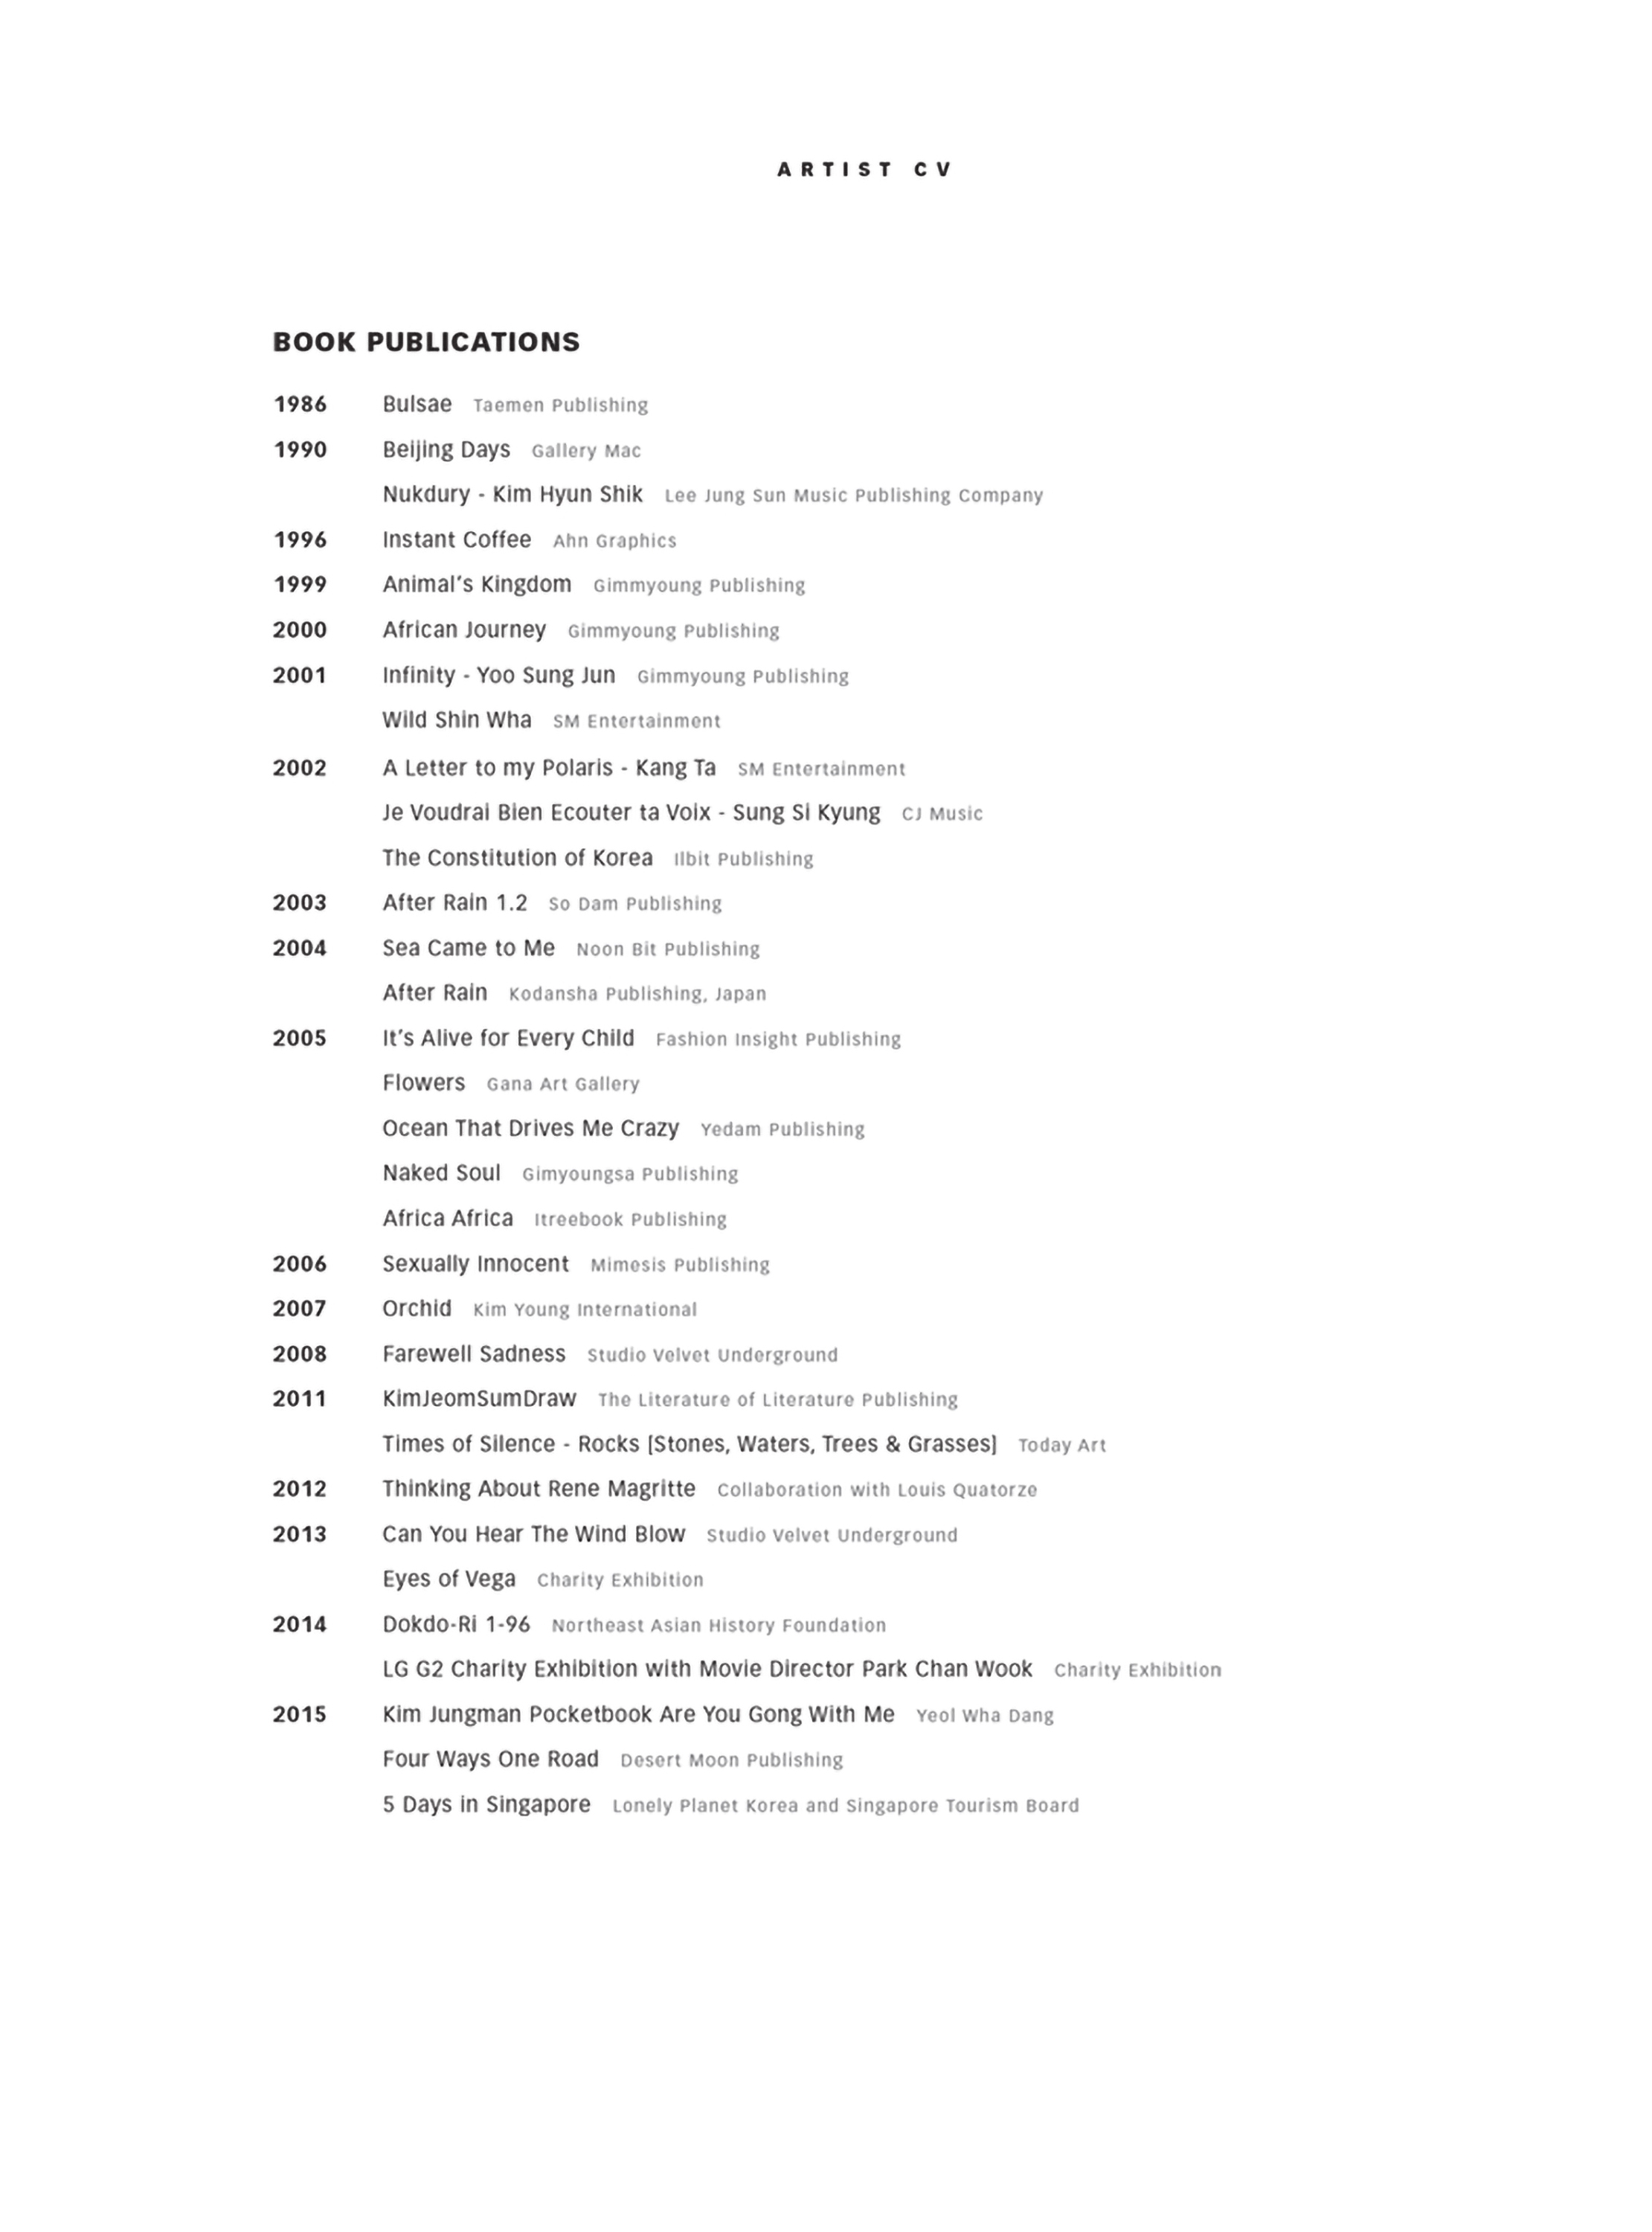 ARTIST CV
BOOK PUBLICATIONS
1986 Bulsae Taemen Publishing
1990 Beijing Days Gallery Mac
Nukdury - Kim Hyun Shik Lee Jung Sun Music Publishing Company
1996 Instant Coffee Ahn Graphics
1999 Animal's Kingdom Gimmyoung Publishing
2000 African Journey Gimmyoung Publishing
2001 Infinity - Yoo Sung Jun Gimmyoung Publishing
Wild Shin Wha SM Entertainment
2002 A Letter to my Polaris - Kang Ta SM Entertainment
Je Voudrai Bien Ecouter ta Voix - Sung Si Kyung CJ Music
The Constitution of Korea Ilbit Publishing
2003 After Rain 1.2 So Dam Publishing
2004 Sea Came to Me Noon Bit Publishing
After Rain Kodansha Publishing, Japan
2005 It's Alive for Every Child Fashion Insight Publishing
Flowers Gana Art Gallery
Ocean That Drives Me Crazy Yedam Publishing
Naked Soul Gimyoungsa Publishing
Africa Africa Itreebook Publishing
2006 Sexually Innocent Mimesis Publishing
2007 Orchid Kim Young International
2008 Farewell Sadness Studio Velvet Underground
2011 KimJeomSumDraw The Literature of Literature Publishing
Times of Silence - Rocks [Stones, Waters, Trees & Grasses] Today Art
2012 Thinking About Rene Magritte Collaboration with Louis Quatorze
2013 Can You Hear The Wind Blow Studio Velvet Underground
Eyes of Vega Charity Exhibition
2014 Dokdo-Ri 1-96 Northeast Asian History Foundation
LG G2 Charity Exhibition with Movie Director Park Chan Wook Charity Exhibition
2015 Kim Jungman Pocketbook Are You Gong With Me Yeol Wha Dang
Four Ways One Road Desert Moon Publishing
5 Days in Singapore Lonely Planet Korea and Singapore Tourism Board